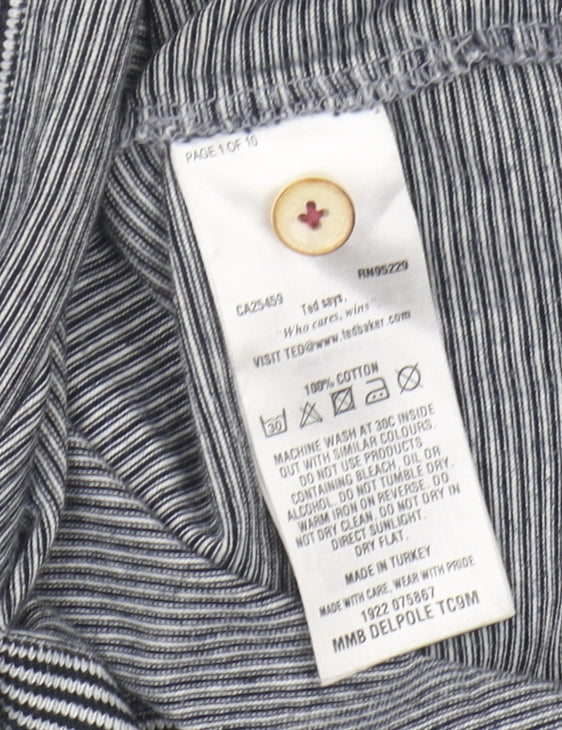 PAGE 1 OF 10
RN95229
CA25459
Ted says,
"Who cares, wins".
VISIT TED@www.tedbaker.com
100% COTTON
30
MACHINE WASH AT 30C INSIDE
OUT WITH SIMILAR COLOURS.
DO NOT USE PRODUCTS
CONTAINING BLEACH, OIL OR
ALCOHOL. DO NOT TUMBLE DRY.
WARM IRON ON REVERSE. DO
NOT DRY CLEAN. DO NOT DRY IN
DIRECT SUNLIGHT.
DRY FLAT.
MADE IN TURKEY
MADE WITH CARE, WEAR WITH PRIDE
1922 075867
MMB DELPOLE TC9M